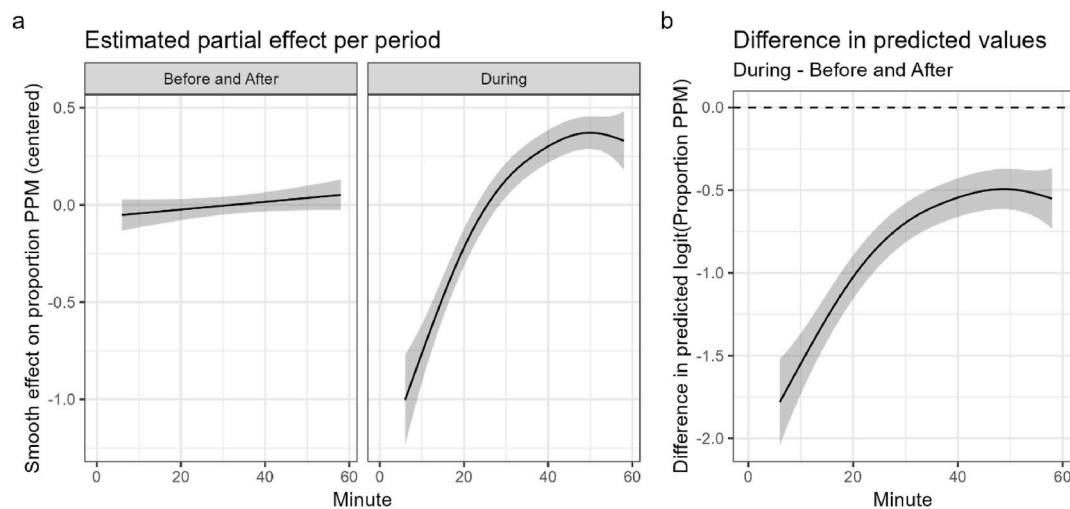 a
Estimated partial effect per period
Before and After
During
Smooth effect on proportion PPM (centered)
0.5
0.0
-0.5
-1.0
0 20 40 60
0 20 40 60
Minute
b
Difference in predicted values
During - Before and After
Difference in predicted logit(Proportion PPM)
0.0
-0.5
-1.0
-1.5
-2.0
0 20 40 60
Minute